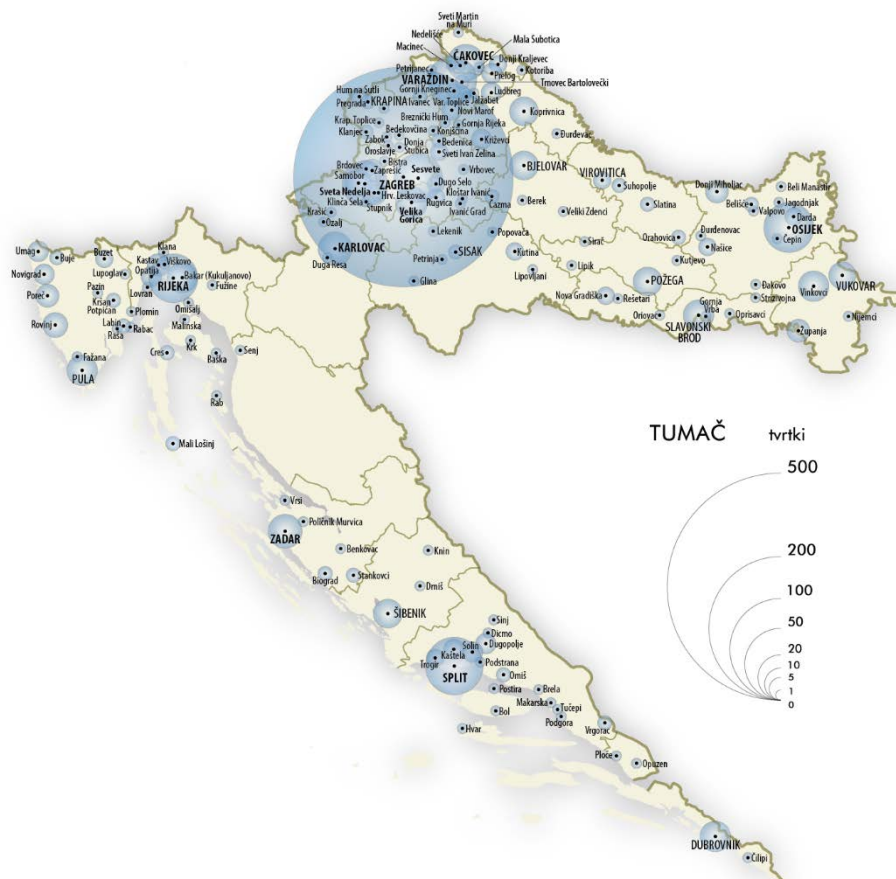 Sveti Martin
na Muri
Nedelišće
Mala Subotica
Macinec
ČAKOVEC
Donji Kraljevec
Petrijanec
Prelog
Kotoriba
VARAŽDIN
Trnovec Bartolovečki
Gornji Kneginec
Ludbreg
Hum na Sutli
Ivanec
Var. Toplice
Jalžabet
Pregrada
KRAPINA
Novi Marof
Koprivnica
Breznički Hum
Gornja Rijeka
Krap. Toplice
Konjščina
Đurđevac
Klanjec
Bedekovčina
Križevci
Zabok
Donja
Stubica
Bedenica
Oroslavje
Sveti Ivan Zelina
Bistra
Brdovec
Zaprešić
Vrbovec
BJELOVAR
VIROVITICA
Samobor
Sesvete
Suhopolje
Donji Miholjac
Beli Manastir
ZAGREB
Dugo Selo
Sveta Nedelja
Hrv. Leskovac
Kloštar Ivanić
Čazma
Berek
Slatina
Belišće
Jagodnjak
Klinča Sela
Stupnik
Rugvica
Valpovo
Darda
Krašić
Velika
Gorica
Ivanić Grad
Veliki Zdenci
OSIJEK
Ozalj
Lekenik
Popovača
Orahovica
Đurđenovac
Čepin
Umag
Klana
KARLOVAC
SISAK
Sirač
Našice
Buje
Buzet
Kastav
Viškovo
Duga Resa
Petrinja
Kutina
Kutjevo
Novigrad
Lupoglav
Opatija
Bakar (Kukuljanovo)
Lipovljani
Lipik
RIJEKA
Fužine
Glina
POŽEGA
Đakovo
VUKOVAR
Poreč
Pazin
Lovran
Vinkovci
Kršan
Omišalj
Nova Gradiška
Rešetari
Gornja
Vrba
Strizivojna
Potpićan
Plomin
Oriovac
Oprisavci
Nijemci
Rovinj
Labin
Rabac
Malinska
SLAVONSKI
BROD
Županja
Raša
Krk
Fažana
Cres
Baška
Senj
PULA
Rab
Mali Lošinj
TUMAČ
tvrtki
500
200
100
50
20
10
5
1
0
Vrsi
Poličnik Murvica
ZADAR
Benkovac
Knin
Biograd
Stankovci
Drniš
ŠIBENIK
Sinj
Dicmo
Dugopolje
Solin
Kaštela
Trogir
Podstrana
SPLIT
Omiš
Postira
Brela
Makarska
Tučepi
Bol
Podgora
Hvar
Vrgorac
Ploče
Opuzen
DUBROVNIK
Čilipi